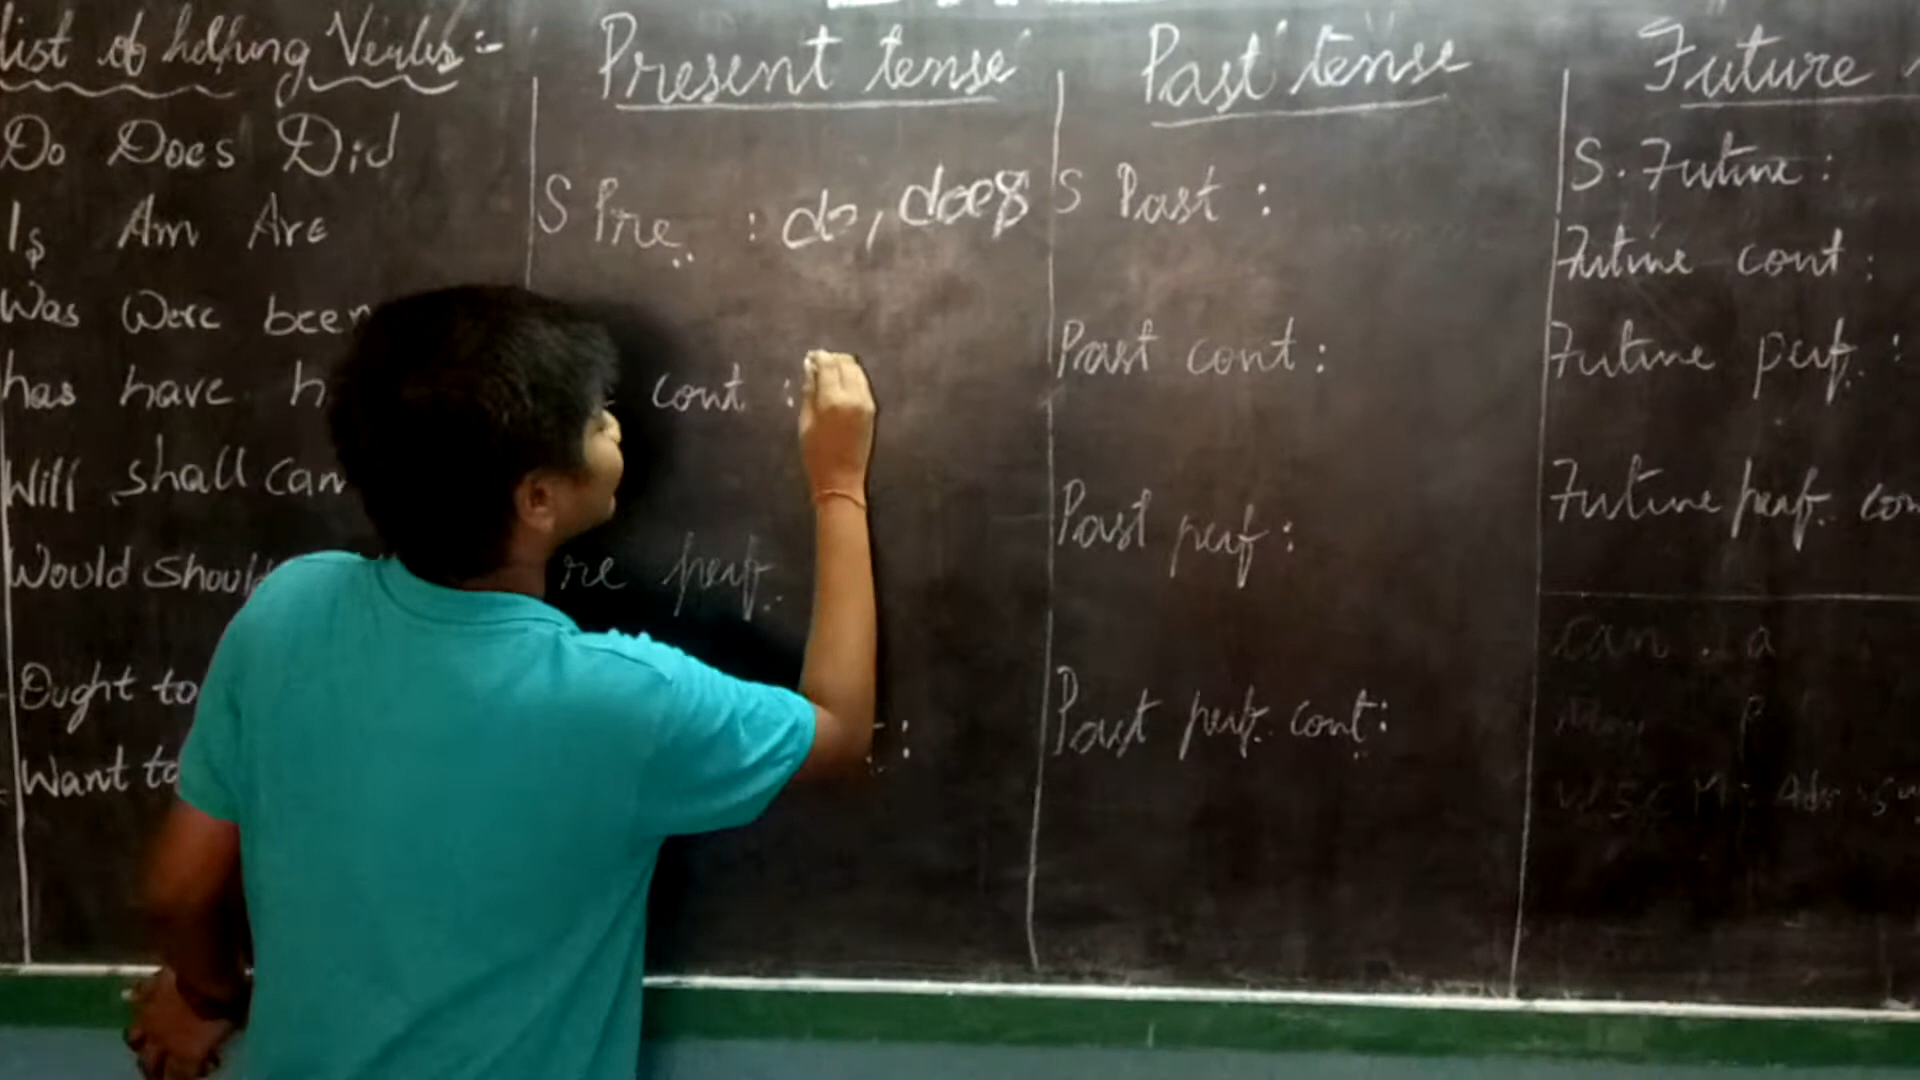 list of helping Verbs :-
Do Does Did
Is Am Are
Was Were been
has have
Will shall can
Would Should
Ought to
Want to
Present tense
S Pre : do, does
cont :
perf.
Past tense
S Past :
Past cont :
Past perf :
Past perf. cont :
Future
S. Future :
Future cont :
Future perf. :
Future perf. con
can . a
May P